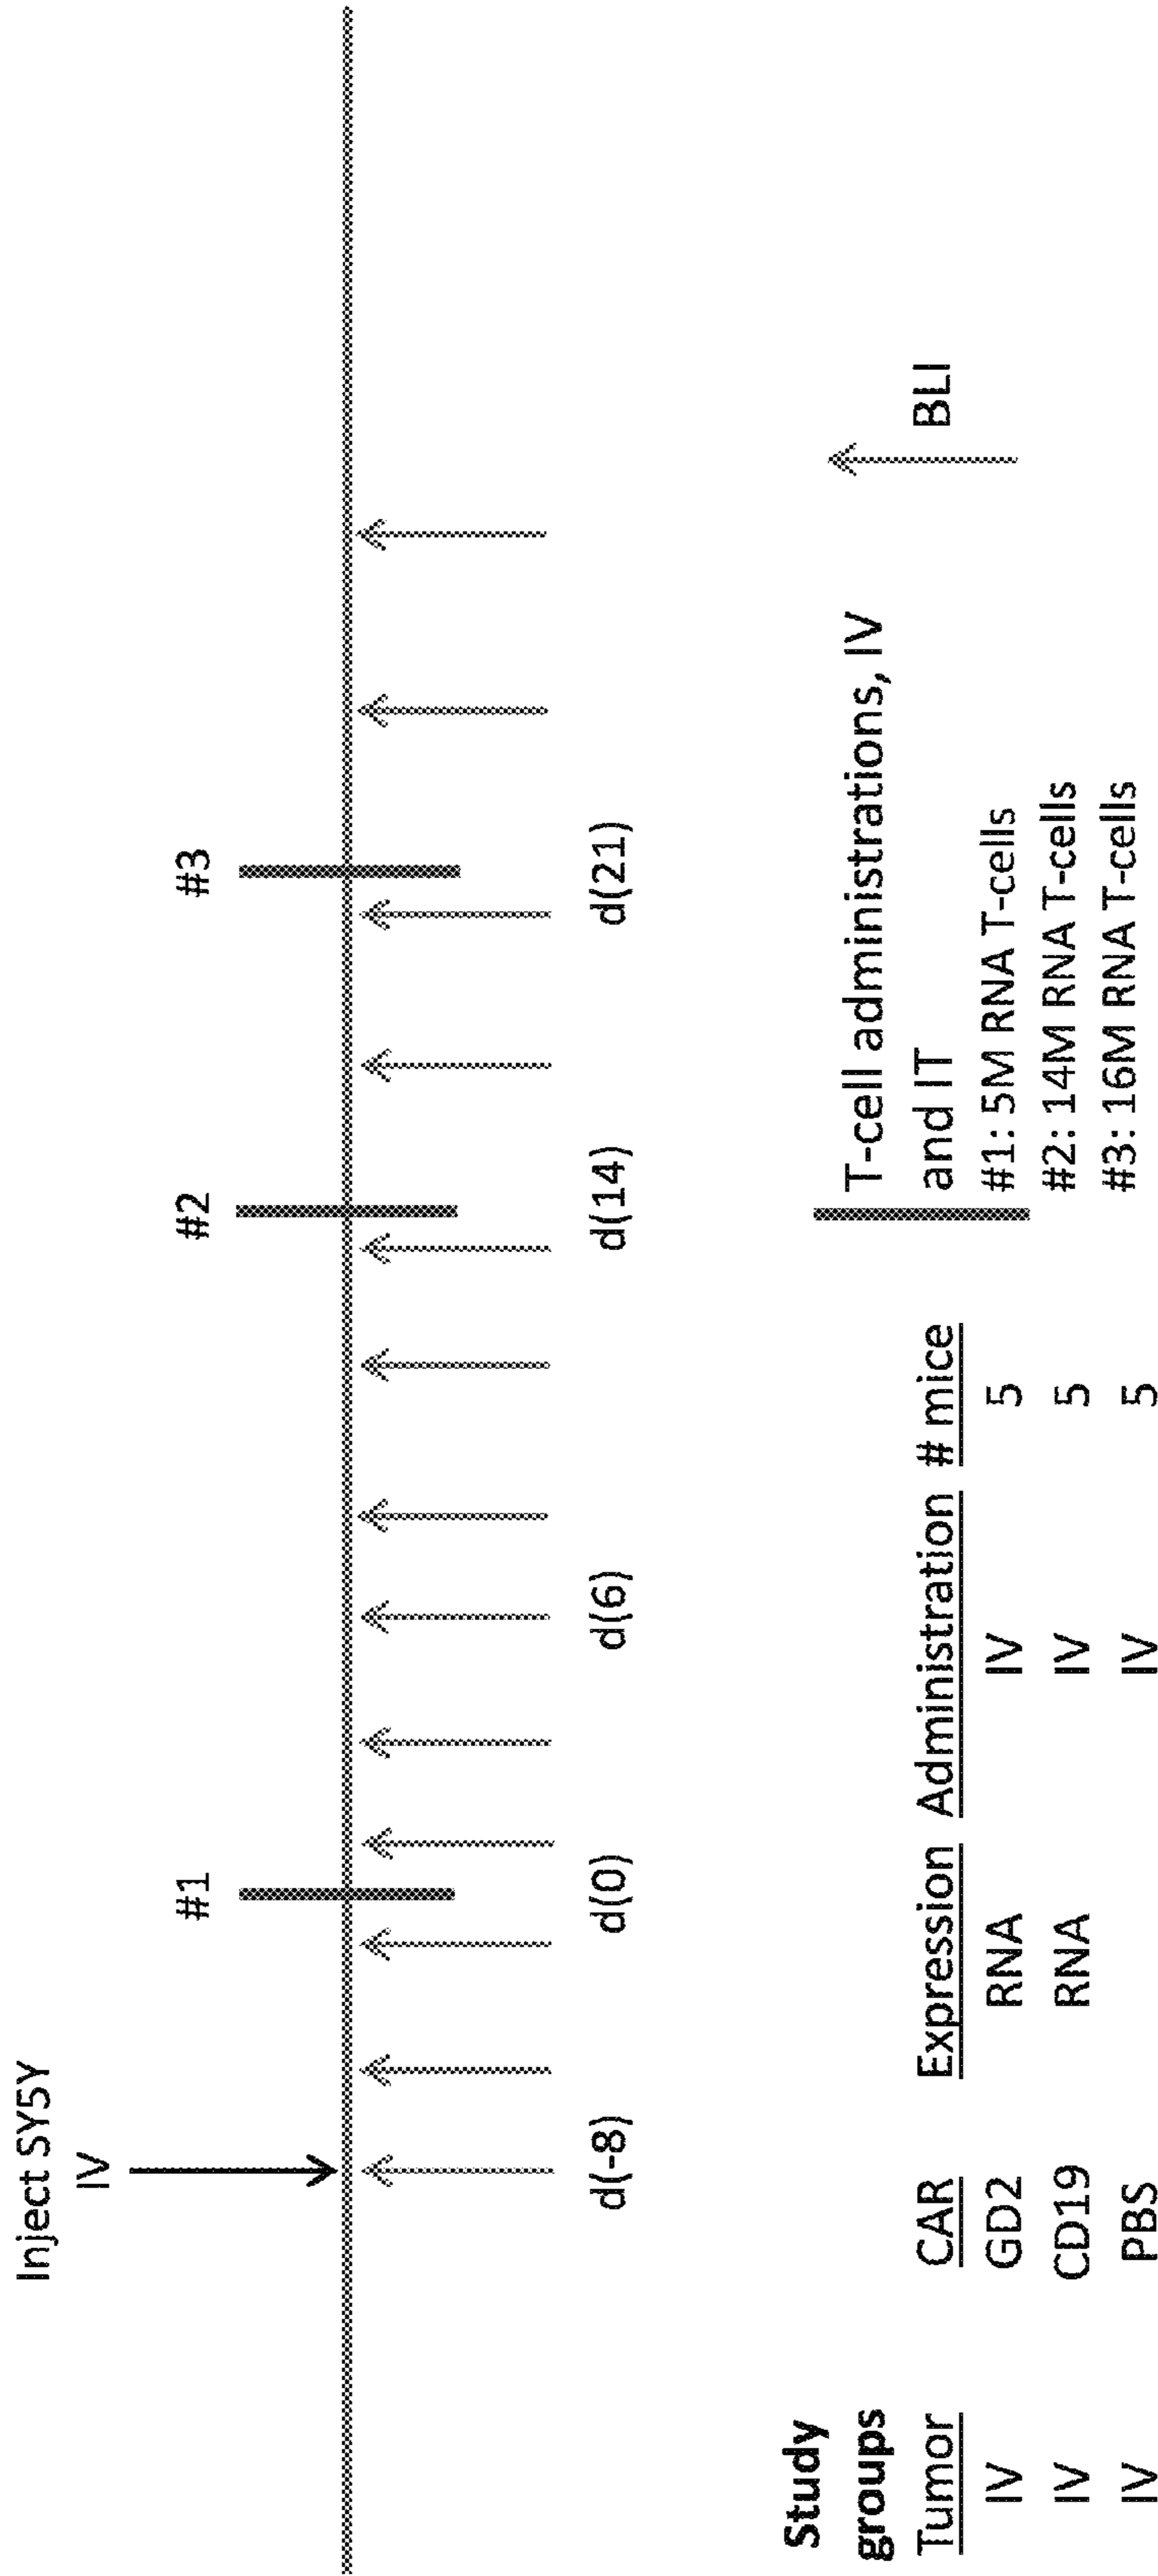 Inject SY5Y
IV
#1
#2
#3
d(-8)
d(0)
d(6)
d(14)
d(21)
Study
groups
Tumor CAR Expression Administration # mice
IV GD2 RNA IV 5
IV CD19 RNA IV 5
IV PBS IV 5
T-cell administrations, IV
and IT
#1: 5M RNA T-cells
#2: 14M RNA T-cells
#3: 16M RNA T-cells
BLI